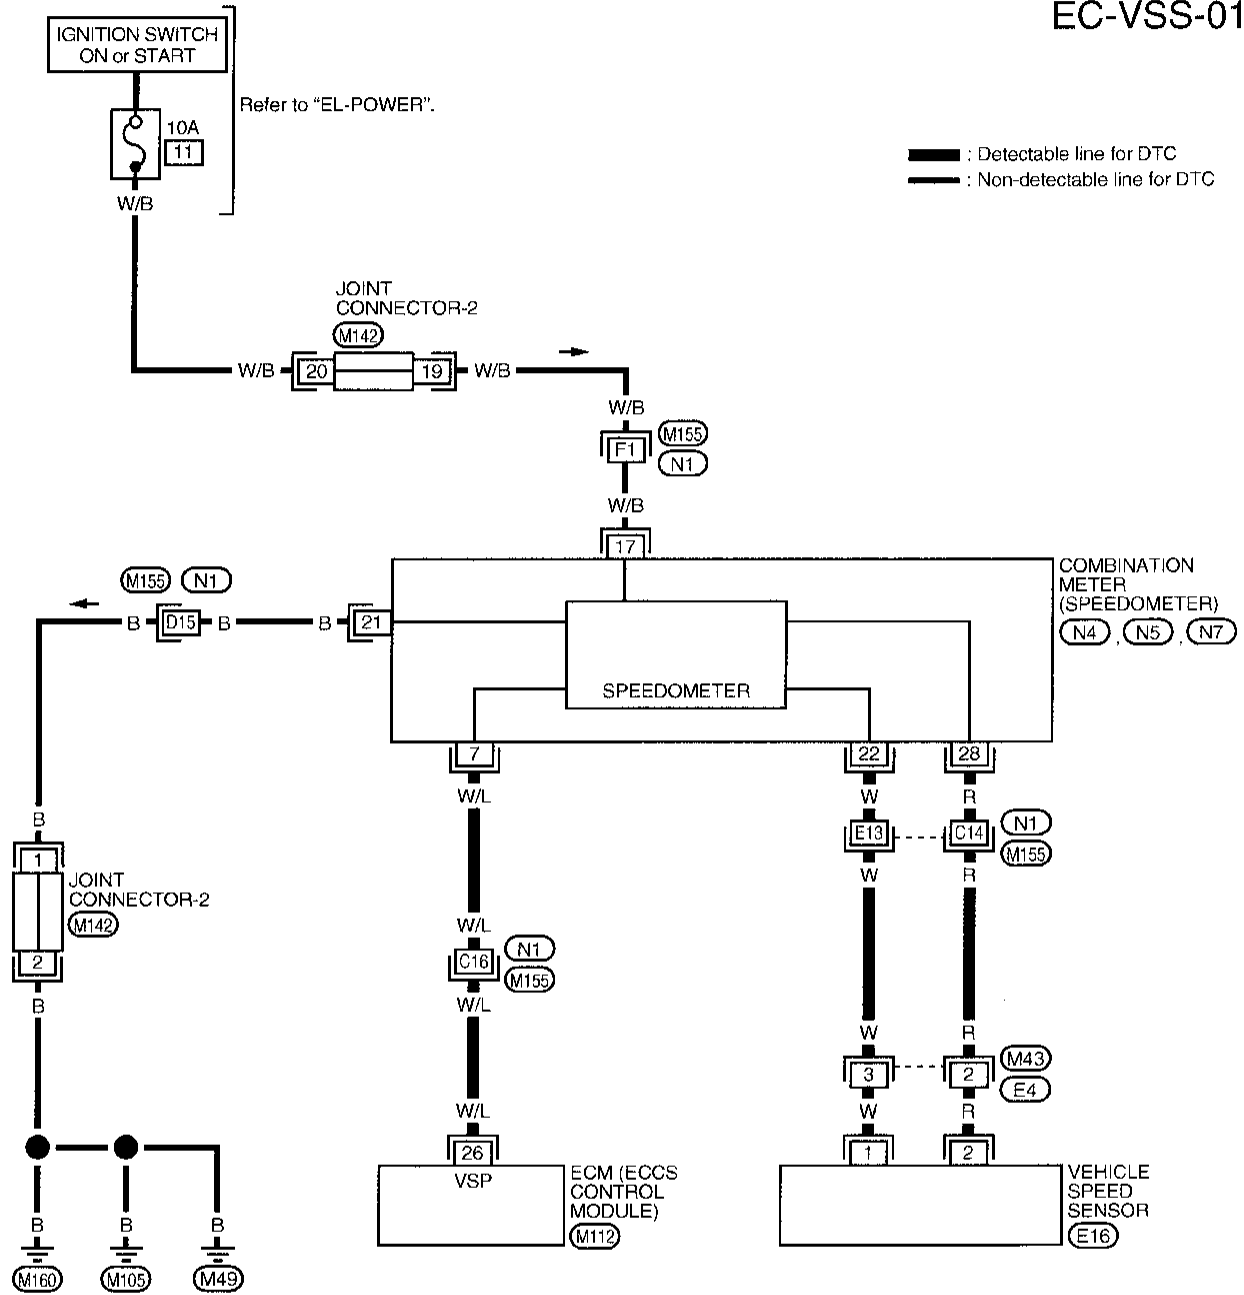 EC-VSS-01
IGNITION SWITCH
ON or START
Refer to "EL-POWER".
10A
11
W/B
: Detectable line for DTC
: Non-detectable line for DTC
JOINT
CONNECTOR-2
M142
W/B 20 19 W/B
W/B
F1
M155
N1
W/B
17
COMBINATION
METER
(SPEEDOMETER)
N4 , N5 , N7
M155 N1
B D15 B B 21
SPEEDOMETER
7 22 28
W/L W R
E13 C14
N1
M155
W R
B
1
JOINT
CONNECTOR-2
M142
2
B
W/L
C16
N1
M155
W/L
W R
3 2
M43
E4
W/L W R
26 1 2
VSP
ECM (ECCS
CONTROL
MODULE)
M112
VEHICLE
SPEED
SENSOR
E16
B B B
M160 M105 M49